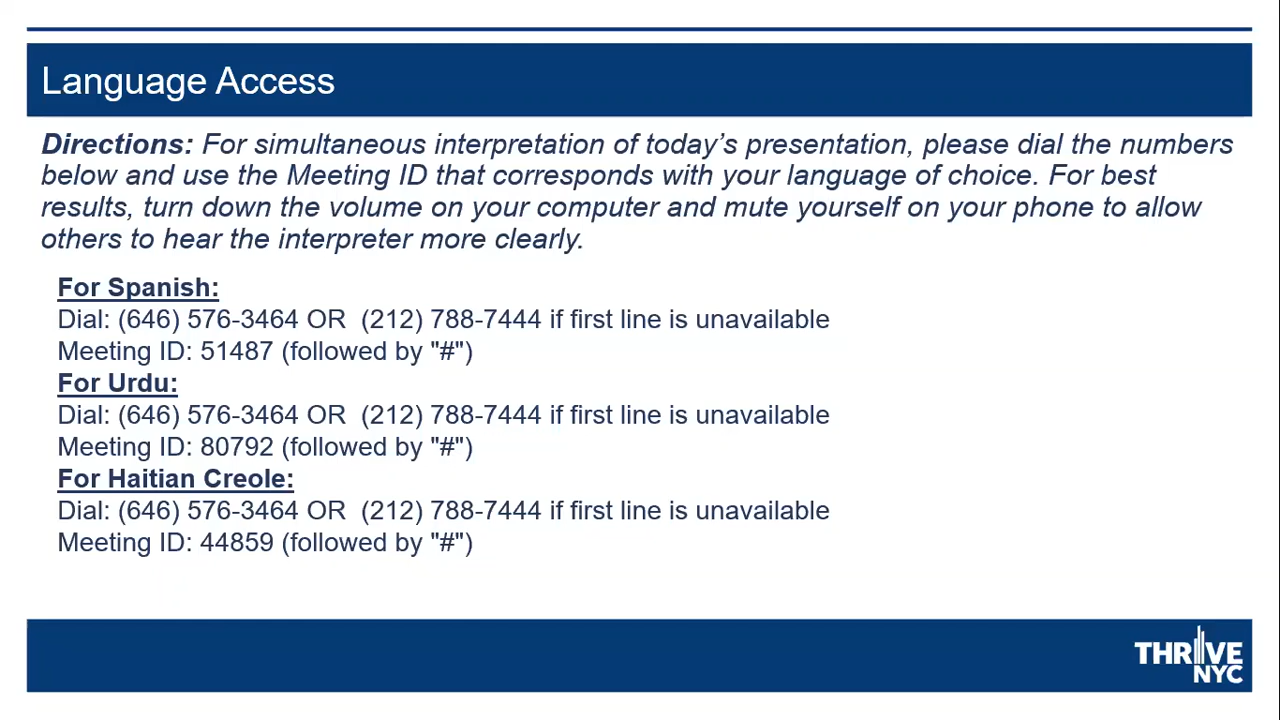 Language Access
Directions: For simultaneous interpretation of today’s presentation, please dial the numbers
below and use the Meeting ID that corresponds with your language of choice. For best
results, turn down the volume on your computer and mute yourself on your phone to allow
others to hear the interpreter more clearly.
For Spanish:
Dial: (646) 576-3464 OR  (212) 788-7444 if first line is unavailable
Meeting ID: 51487 (followed by "#")
For Urdu:
Dial: (646) 576-3464 OR  (212) 788-7444 if first line is unavailable
Meeting ID: 80792 (followed by "#")
For Haitian Creole:
Dial: (646) 576-3464 OR  (212) 788-7444 if first line is unavailable
Meeting ID: 44859 (followed by "#")
THRIVE
NYC